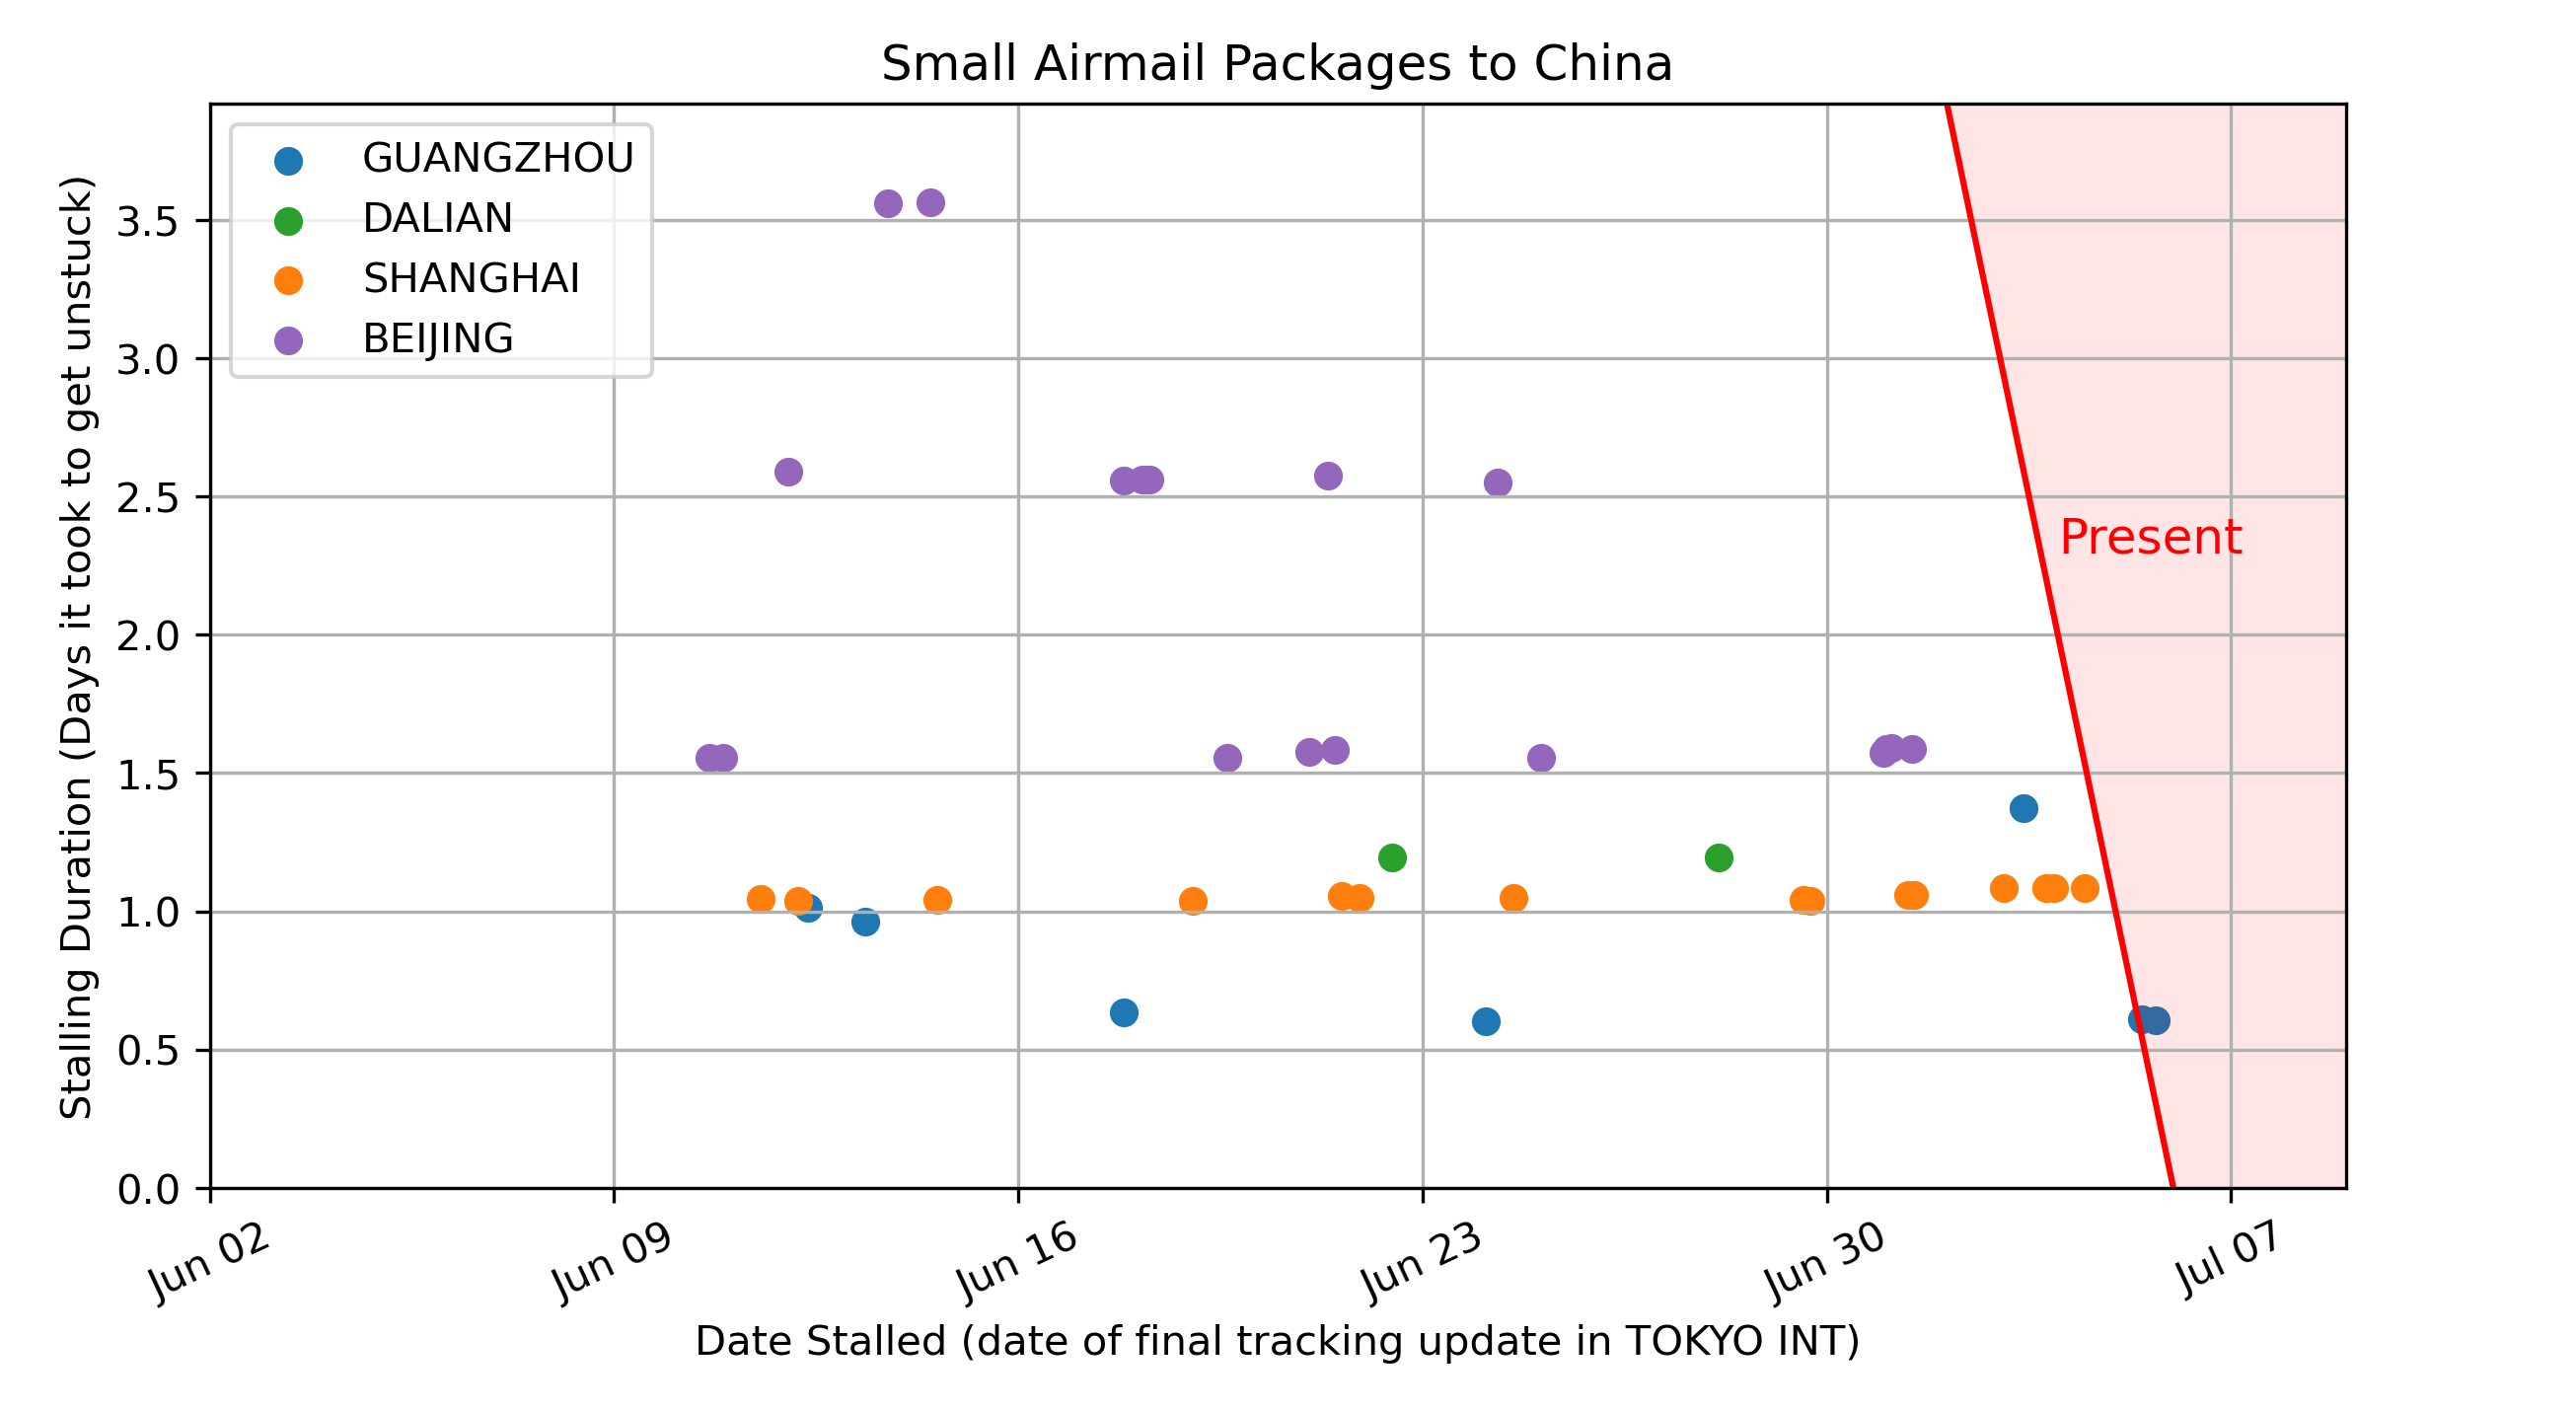 Small Airmail Packages to China
GUANGZHOU
DALIAN
SHANGHAI
BEIJING
Present
Stalling Duration (Days it took to get unstuck)
3.5
3.0
2.5
2.0
1.5
1.0
0.5
0.0
Jun 02
Jun 09
Jun 16
Jun 23
Jun 30
Jul 07
Date Stalled (date of final tracking update in TOKYO INT)